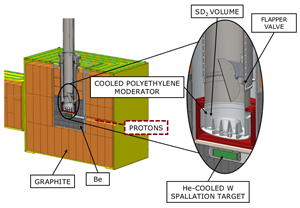 SD2 VOLUME
FLAPPER
VALVE
COOLED POLYETHYLENE
MODERATOR
PROTONS
GRAPHITE
Be
He-COOLED W
SPALLATION TARGET